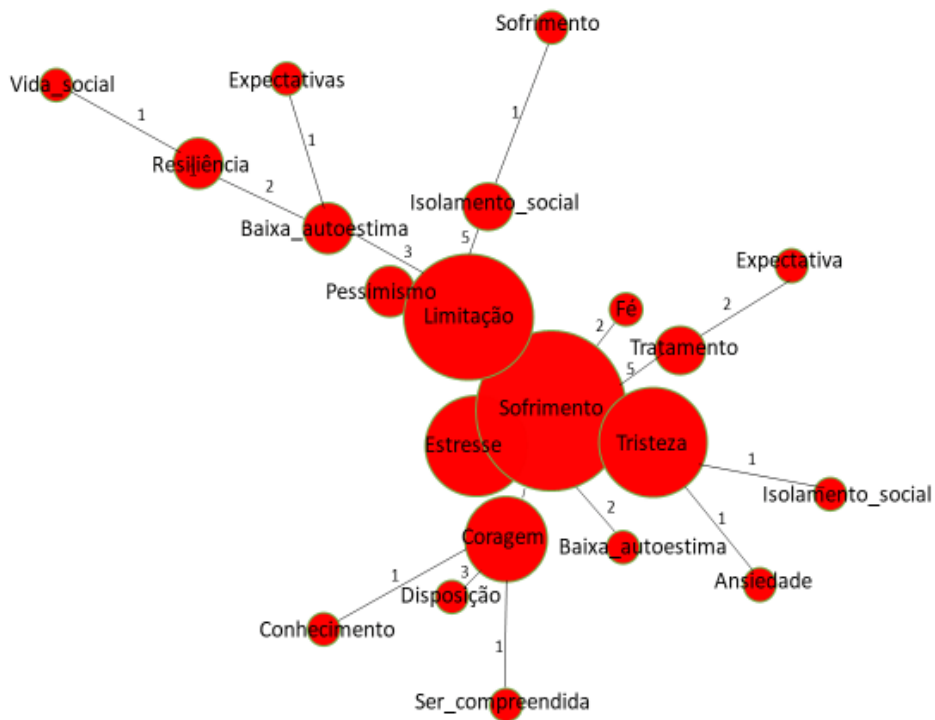 Sofrimento
Vida_social
Expectativas
1
1
1
Resiliência
2
Isolamento_social
Baixa_autoestima
5
3
Expectativa
Pessimismo
2
Fé
Limitação
2
Tratamento
5
Sofrimento
Estresse
Tristeza
1
Isolamento_social
2
1
Coragem
Baixa_autoestima
1
3
Ansiedade
Disposição
Conhecimento
1
Ser_compreendida